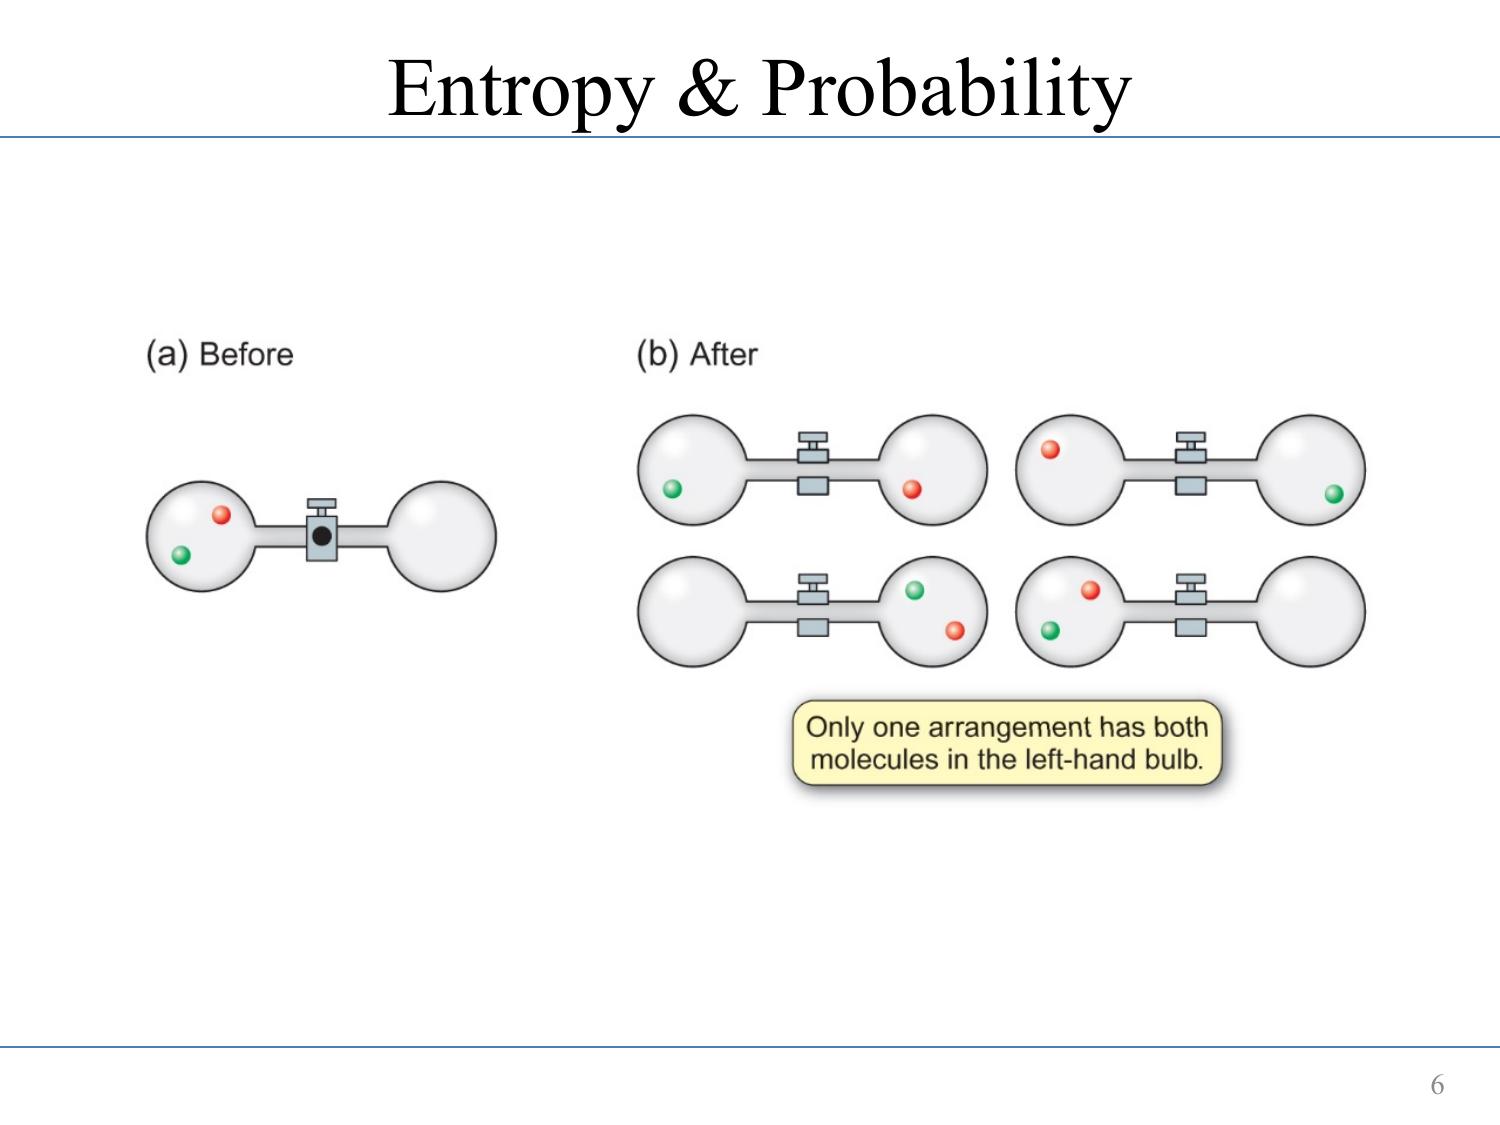 Entropy & Probability
(a) Before
(b) After
Only one arrangement has both
molecules in the left-hand bulb.
6